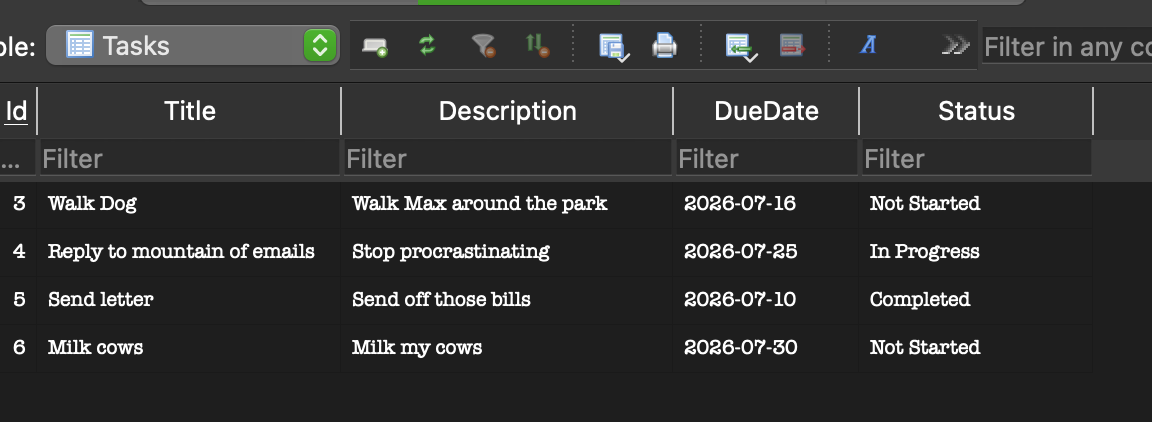 Tasks
Filter in any
Id Title Description DueDate Status
... Filter Filter Filter Filter
3 Walk Dog Walk Max around the park 2026-07-16 Not Started
4 Reply to mountain of emails Stop procrastinating 2026-07-25 In Progress
5 Send letter Send off those bills 2026-07-10 Completed
6 Milk cows Milk my cows 2026-07-30 Not Started